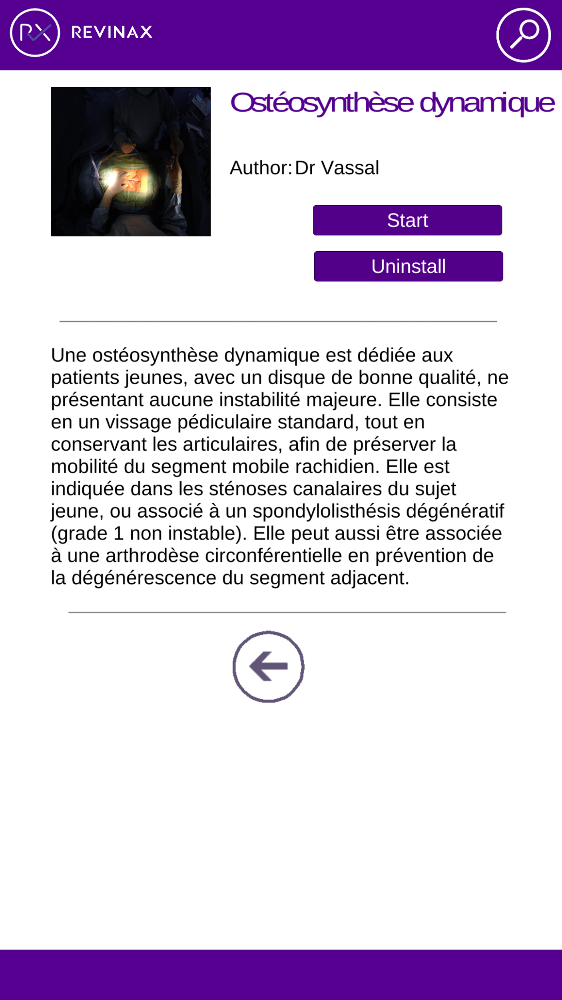 RX REVINAX
Ostéosynthèse dynamique
Author: Dr Vassal
Start
Uninstall
Une ostéosynthèse dynamique est dédiée aux
patients jeunes, avec un disque de bonne qualité, ne
présentant aucune instabilité majeure. Elle consiste
en un vissage pédiculaire standard, tout en
conservant les articulaires, afin de préserver la
mobilité du segment mobile rachidien. Elle est
indiquée dans les sténoses canalaires du sujet
jeune, ou associé à un spondylolisthésis dégénératif
(grade 1 non instable). Elle peut aussi être associée
à une arthrodèse circonférentielle en prévention de
la dégénérescence du segment adjacent.